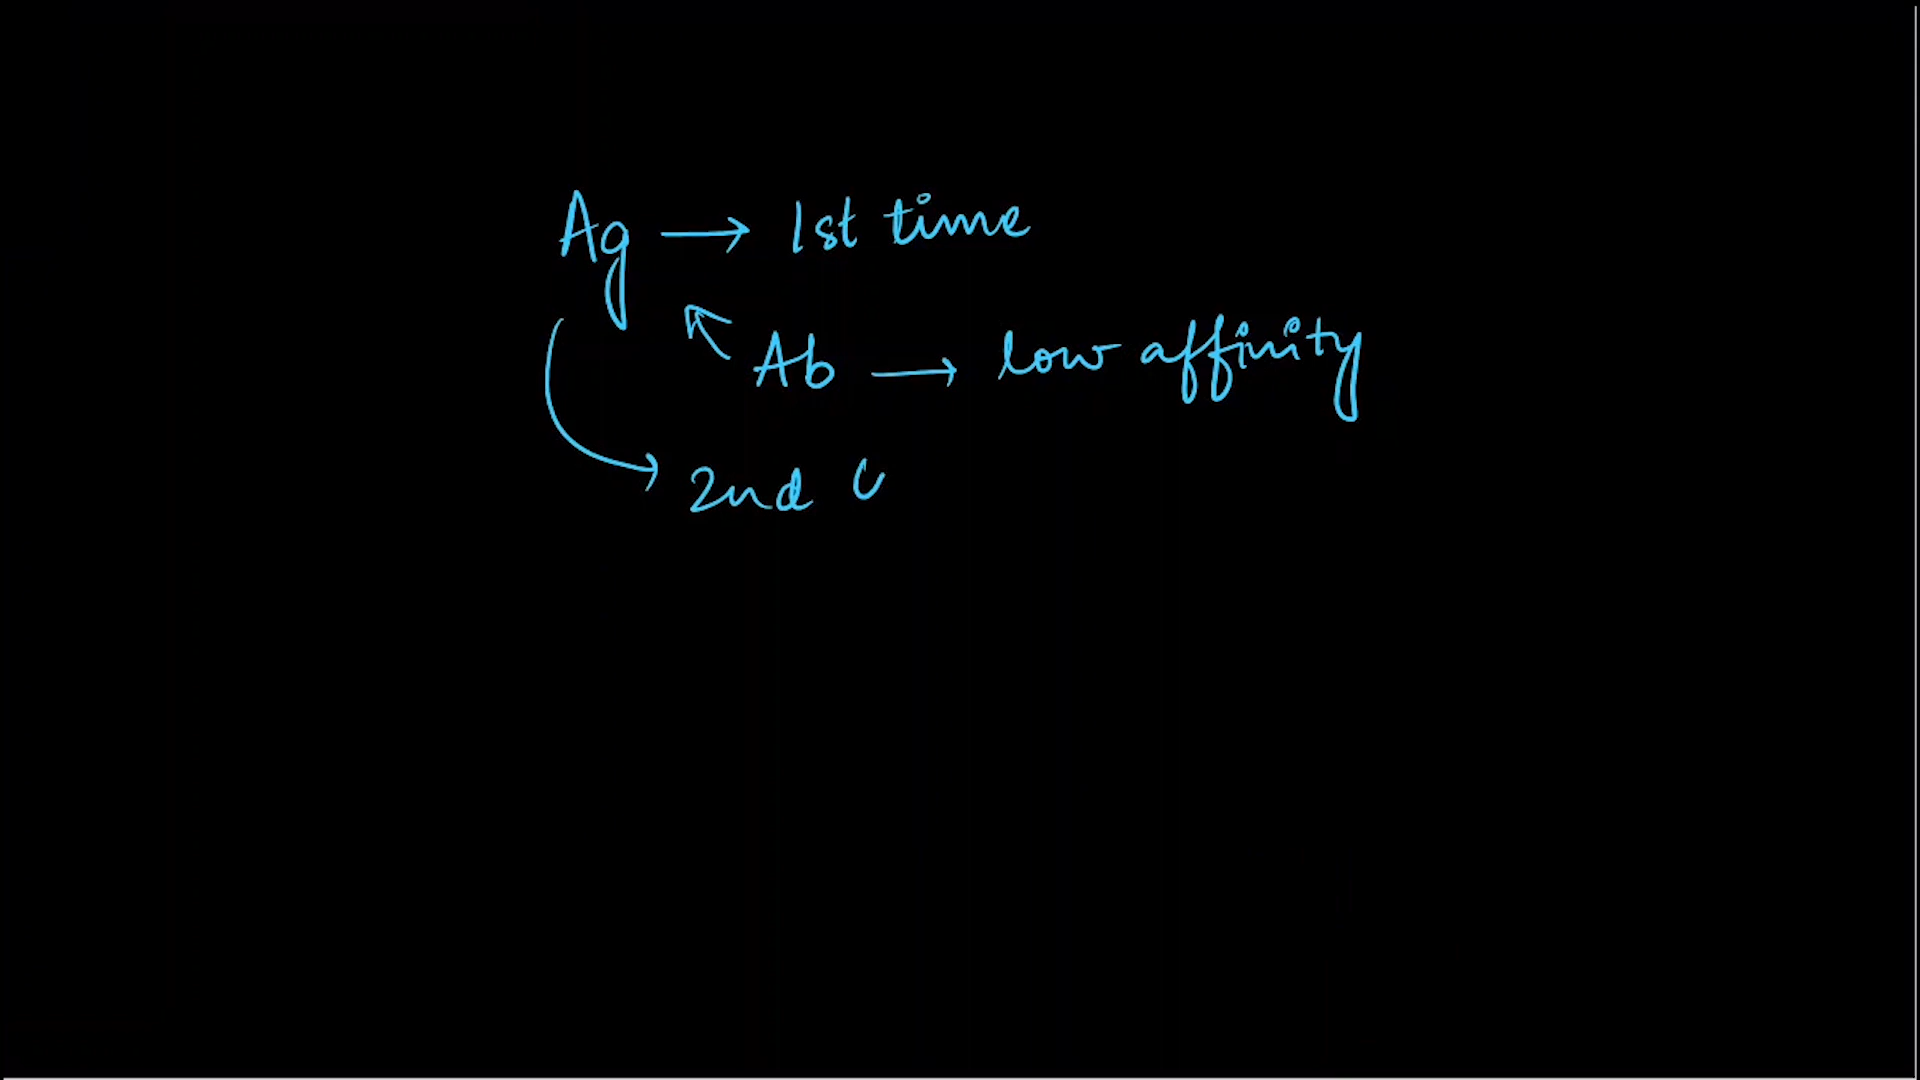 Ag → 1st time
Ab → low affinity
2nd